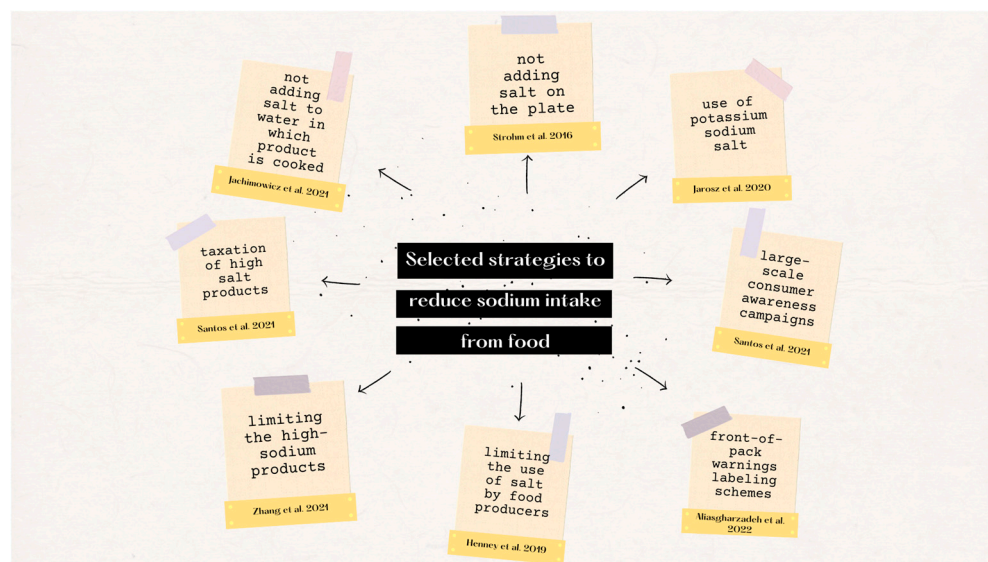 Selected strategies to
reduce sodium intake
from food
not
adding
salt to
water in
which
product
is cooked
Jachimowicz et al. 2021
not
adding
salt on
the plate
Strohm et al. 2016
use of
potassium
sodium
salt
Jarosz et al. 2020
taxation
of high
salt
products
Santos et al. 2021
large-
scale
consumer
awareness
campaigns
Santos et al. 2021
limiting
the high-
sodium
products
Zhang et al. 2021
limiting
the use
of salt
by food
producers
Henney et al. 2019
front-of-
pack
warnings
labeling
schemes
Aliasgharzadeh et al.
2022